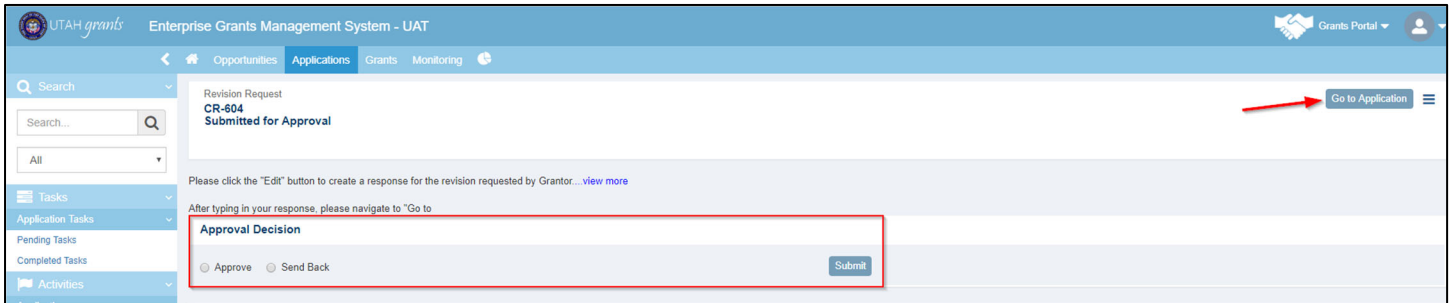 UTAH grants
Enterprise Grants Management System - UAT
Grants Portal
Opportunities Applications Grants Monitoring
Search
Search...
All
Tasks
Application Tasks
Pending Tasks
Completed Tasks
Activities
Revision Request
CR-604
Submitted for Approval
Go to Application
Please click the "Edit" button to create a response for the revision requested by Grantor....view more
After typing in your response, please navigate to "Go to
Approval Decision
Approve Send Back Submit